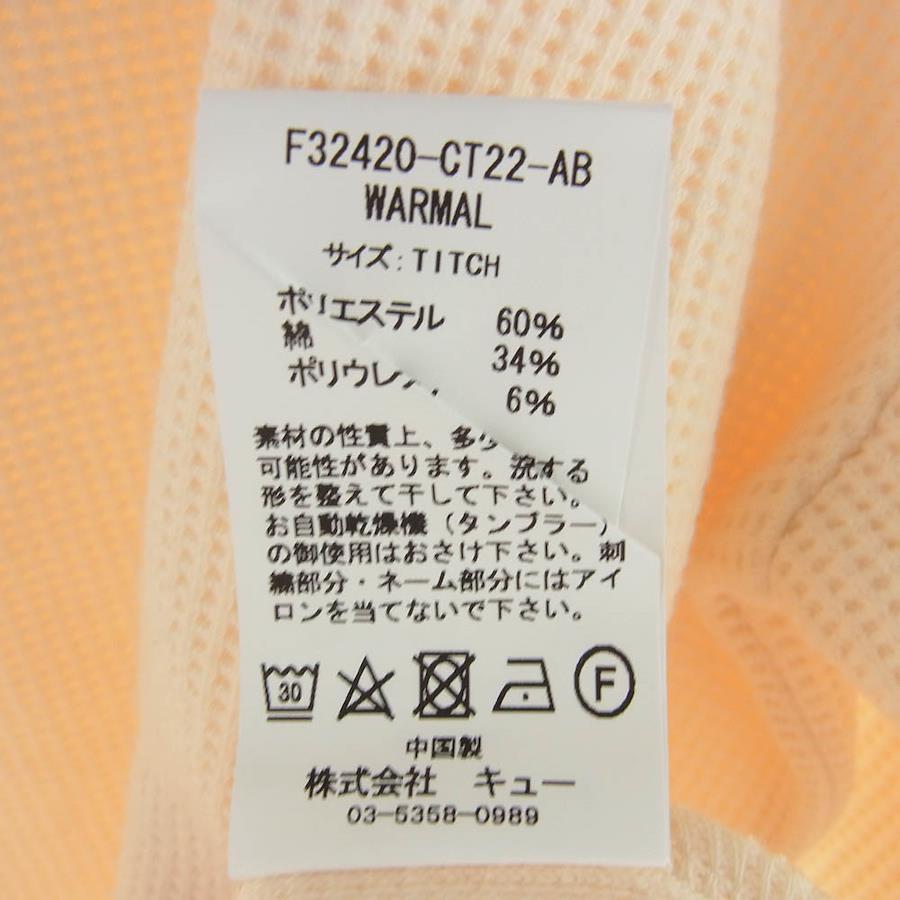 F32420-CT22-AB
WARMAL
サイズ:TITCH
ポリエステル 60%
綿 34%
ポリウレ 6%
素材の性質上、多少
可能性があります。洗する
形を整えて干して下さい。
お自動乾燥機(タンブラー)
の御使用はおさけ下さい。刺
繍部分・ネーム部分にはアイ
ロンを当てないで下さい。
30
F
中国製
株式会社 キュー
03-5358-0989